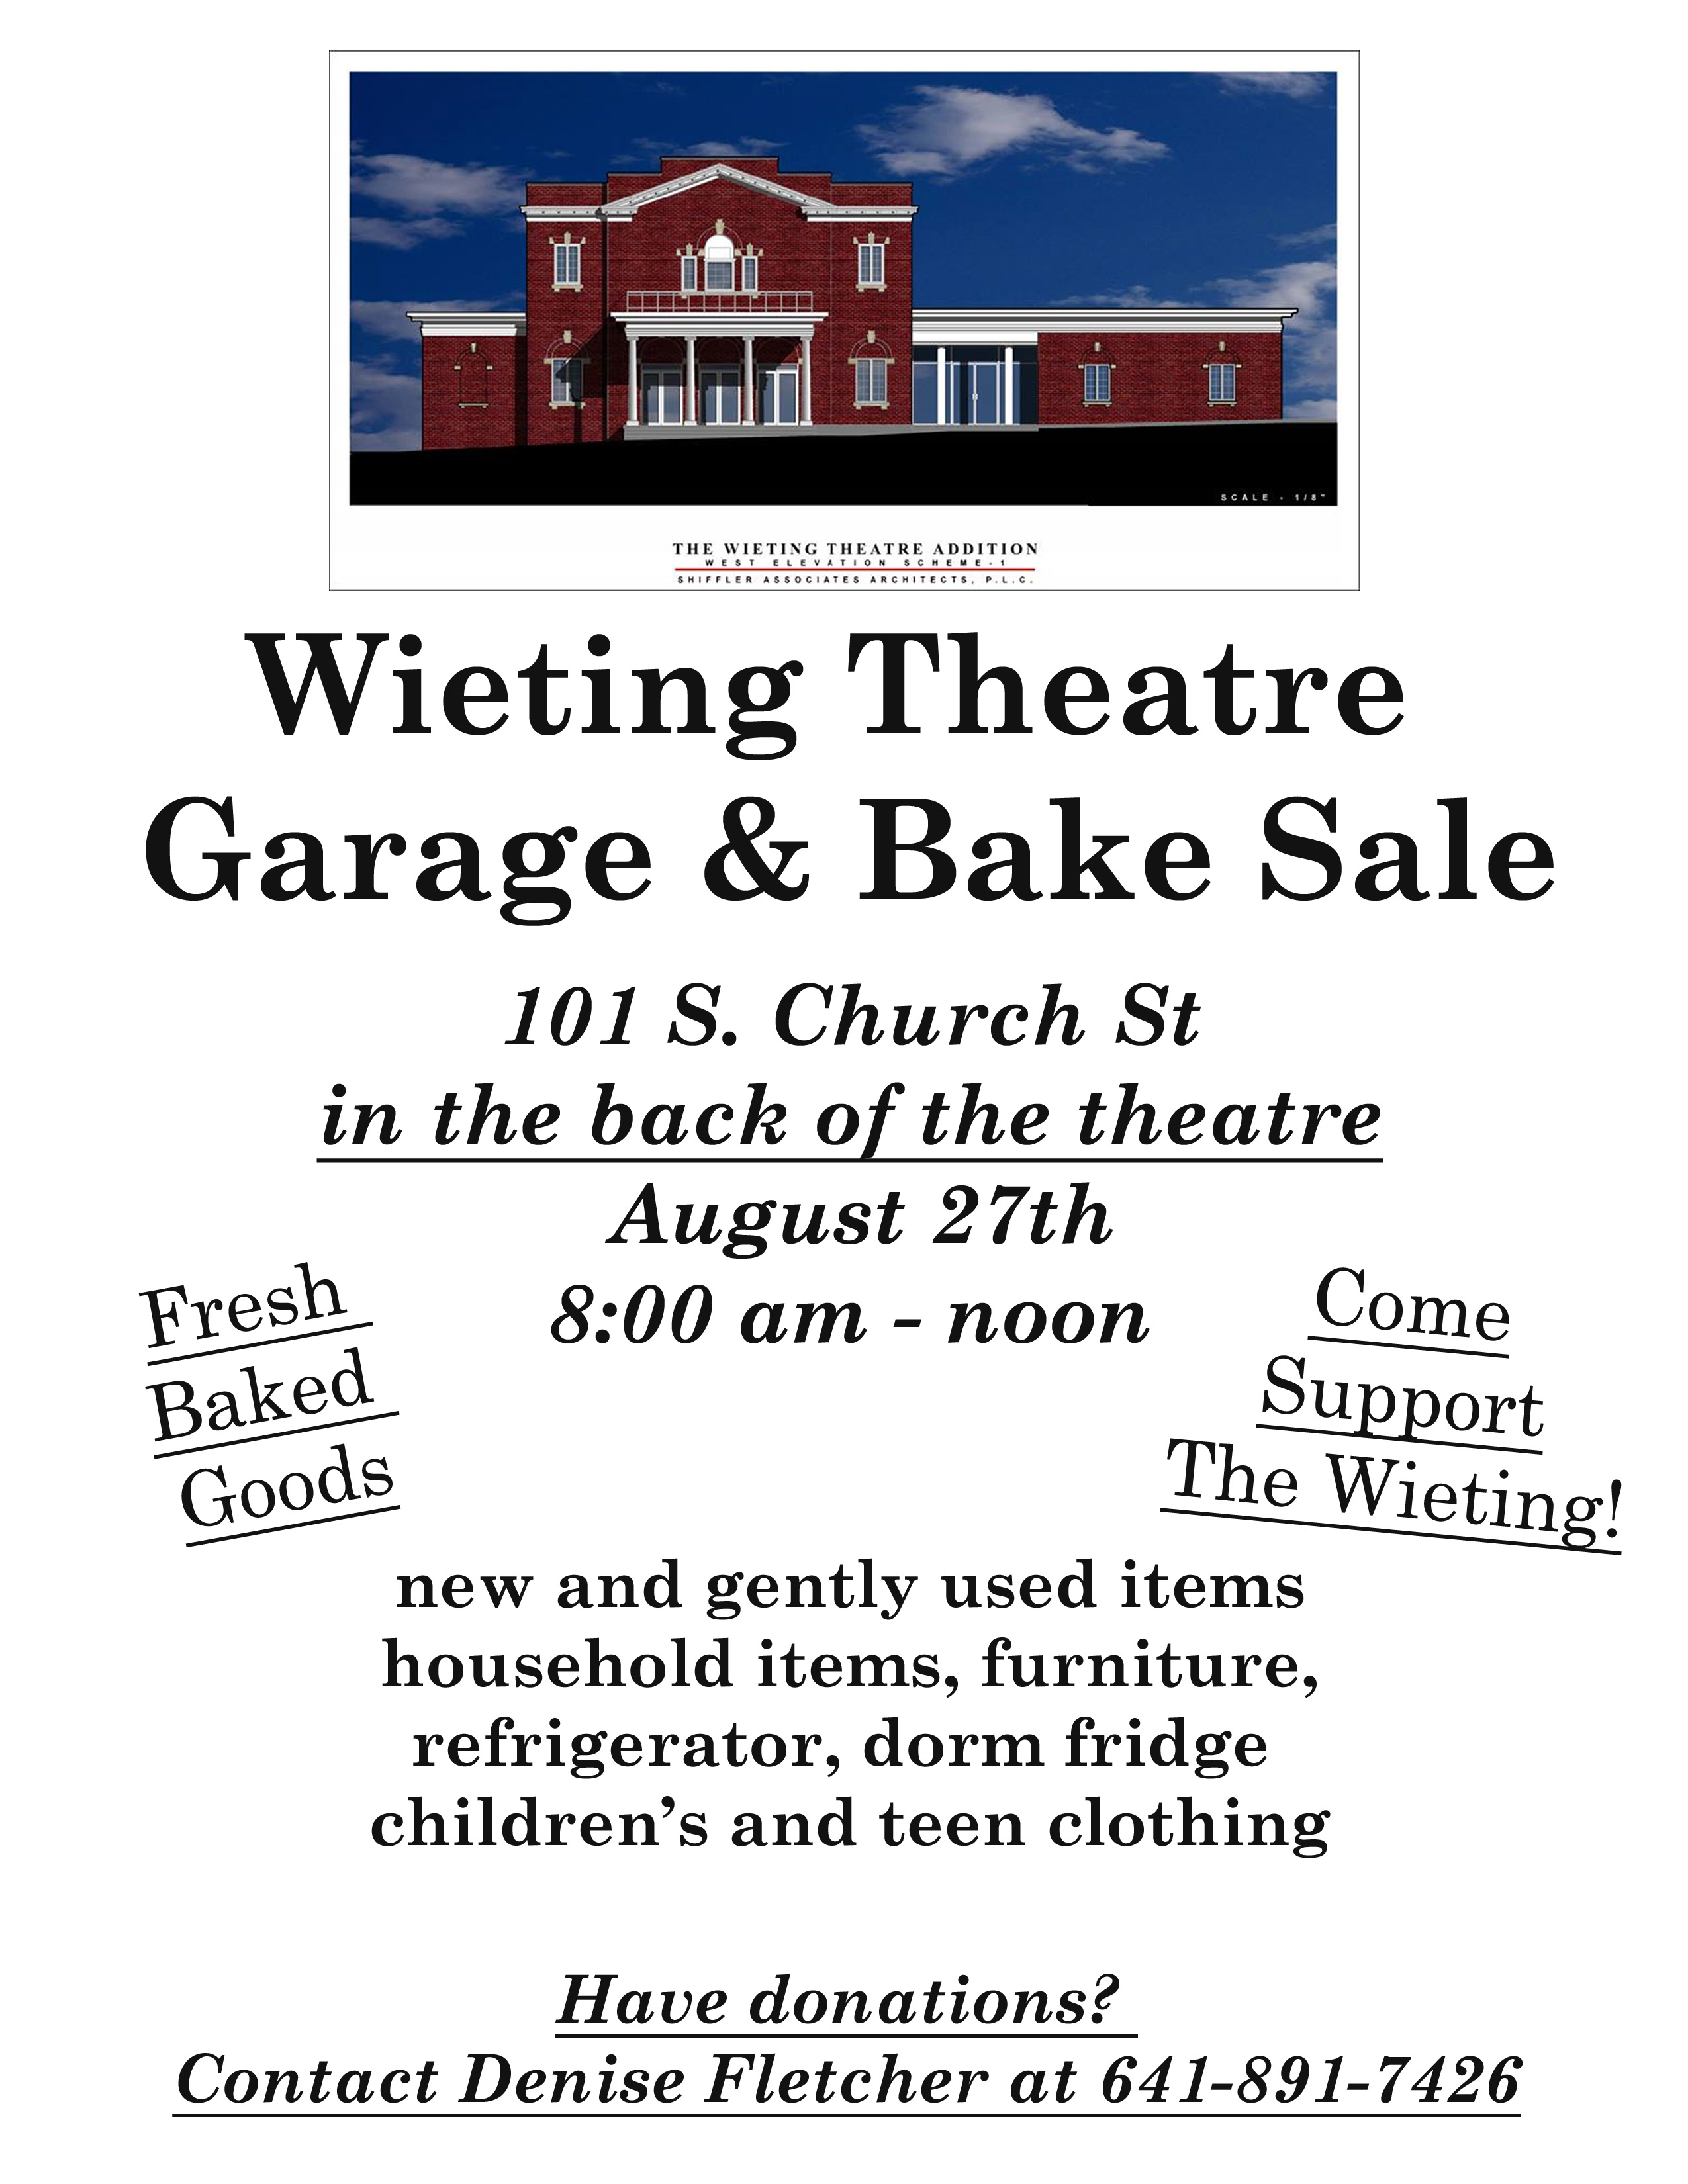 SCALE - 1/8"
THE WIETING THEATRE ADDITION
WEST ELEVATION SCHEME-1
SHIFFLER ASSOCIATES ARCHITECTS, P.L.C.
Wieting Theatre
Garage & Bake Sale
101 S. Church St
in the back of the theatre
August 27th
8:00 am - noon
Fresh
Baked
Goods
Come
Support
The Wieting!
new and gently used items
household items, furniture,
refrigerator, dorm fridge
children’s and teen clothing
Have donations?
Contact Denise Fletcher at 641-891-7426